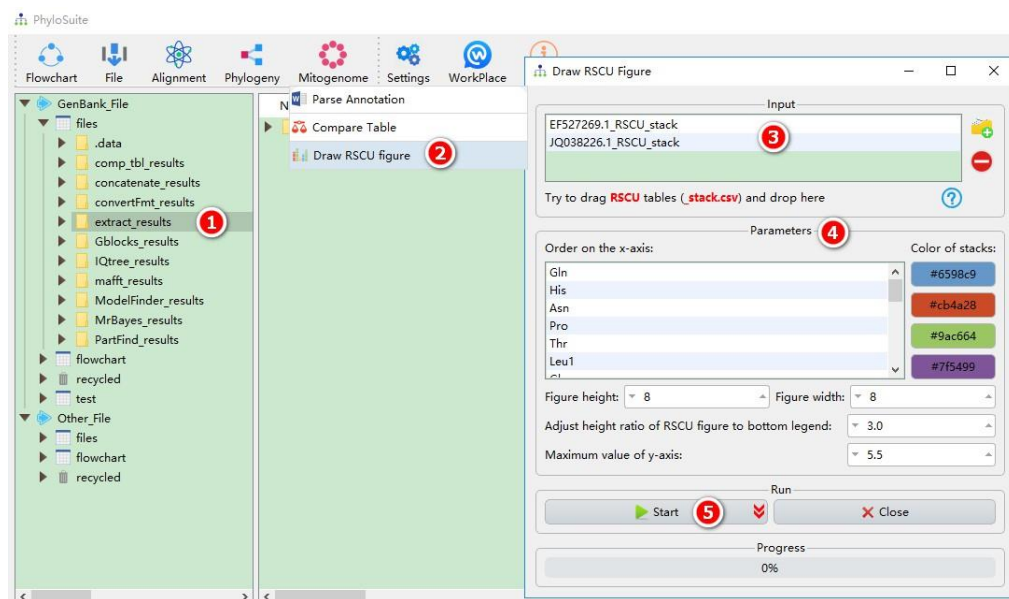 PhyloSuite
Flowchart File Alignment Phylogeny Mitogenome Settings WorkPlace
GenBank_File
files
.data
comp_tbl_results
concatenate_results
convertFmt_results
extract_results 1
Gblocks_results
IQtree_results
mafft_results
ModelFinder_results
MrBayes_results
PartFind_results
flowchart
recycled
test
Other_File
files
flowchart
recycled
N
Parse Annotation
Compare Table
Draw RSCU figure 2
Draw RSCU Figure
Input
EF527269.1_RSCU_stack
JQ038226.1_RSCU_stack
3
Try to drag RSCU tables (_stack.csv) and drop here
Parameters 4
Order on the x-axis: Color of stacks:
Gln
His
Asn
Pro
Thr
Leu1
#6598c9
#cb4a28
#9ac664
#7f5499
Figure height: 8 Figure width: 8
Adjust height ratio of RSCU figure to bottom legend: 3.0
Maximum value of y-axis: 5.5
Run
Start 5 Close
Progress
0%